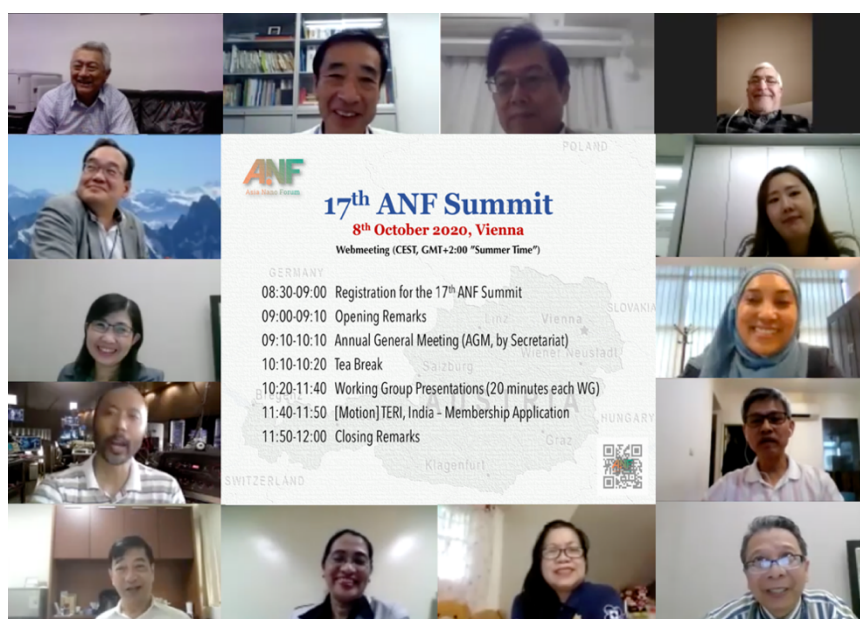 ANF
Asia Nano Forum
17th ANF Summit
8th October 2020, Vienna
Webmeeting (CEST, GMT+2:00 "Summer Time")
08:30-09:00 Registration for the 17th ANF Summit
09:00-09:10 Opening Remarks
09:10-10:10 Annual General Meeting (AGM, by Secretariat)
10:10-10:20 Tea Break
10:20-11:40 Working Group Presentations (20 minutes each WG)
11:40-11:50 [Motion]TERI, India - Membership Application
11:50-12:00 Closing Remarks
POLAND
GERMANY
SLOVAKIA
Linz
Vienna
Wiener Neustadt
Salzburg
AUSTRIA
HUNGARY
Graz
Klagenfurt
SWITZERLAND